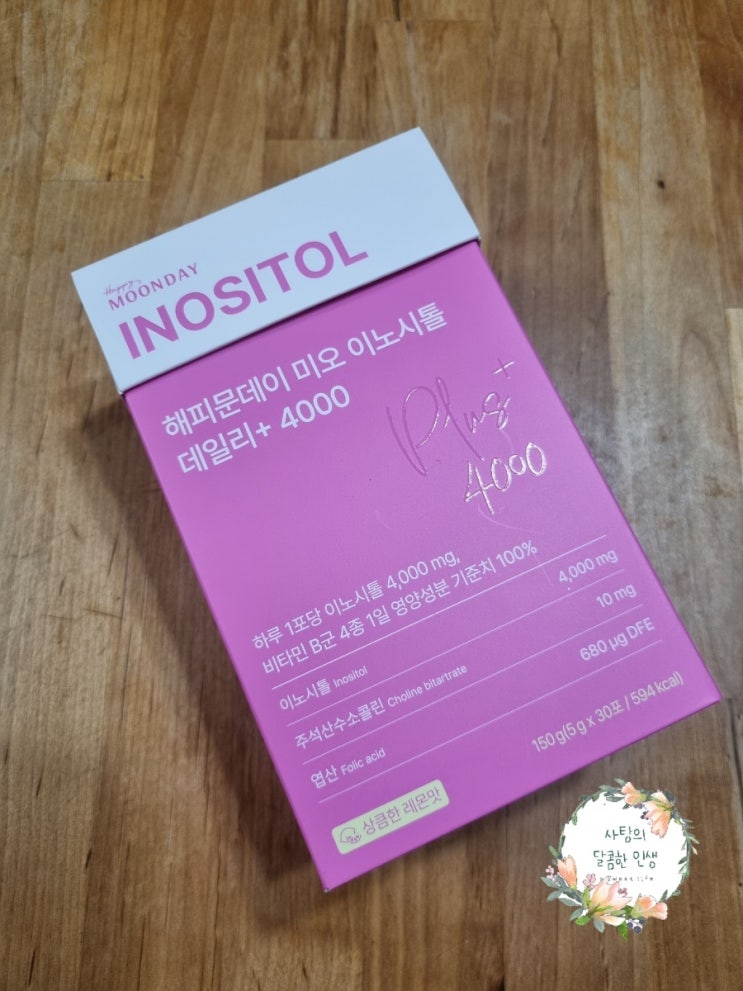 MOONDAY
INOSITOL
해피문데이 미오 이노시톨
데일리+ 4000
Plus+
4000
하루 1포당 이노시톨 4,000 mg,
비타민 B군 4종 1일 영양성분 기준치 100%
이노시톨 Inositol 4,000 mg
주석산수소콜린 Choline bitartrate 10 mg
엽산 Folic acid 680 μg DFE
150 g(5 g x 30포 / 594 kcal)
상큼한 레몬맛
사탕의
달콤한 인생